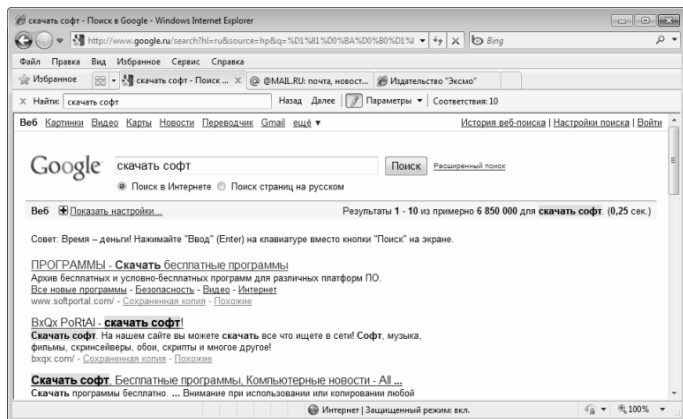 скачать софт - Поиск в Google - Windows Internet Explorer
http://www.google.ru/search?hl=ru&source=hp&q=%D1%81%D0%BA%D0%B0%D1%
Bing
Файл Правка Вид Избранное Сервис Справка
Избранное скачать софт - Поиск ... @MAIL.RU: почта, новост... Издательство "Эксмо"
Найти: скачать софт Назад Далее Параметры Соответствия: 10
Веб Картинки Видео Карты Новости Переводчик Gmail ещё ▼ История веб-поиска | Настройки поиска | Войти
Google скачать софт Поиск Расширенный поиск
Поиск в Интернете Поиск страниц на русском
Веб Показать настройки... Результаты 1 - 10 из примерно 6 850 000 для скачать софт. (0,25 сек.)
Совет: Время – деньги! Нажимайте "Ввод" (Enter) на клавиатуре вместо кнопки "Поиск" на экране.
ПРОГРАММЫ - Скачать бесплатные программы
Архив бесплатных и условно-бесплатных программ для различных платформ ПО.
Все новые программы - Безопасность - Видео - Интернет
www.softportal.com/ - Сохраненная копия - Похожие
BxQx PoRtAl - скачать софт!
Скачать софт. На нашем сайте вы можете скачать все что ищете в сети! Софт, музыка,
фильмы, скринсейверы, обои, скрипты и многое другое!
bxqx.com/ - Сохраненная копия - Похожие
Скачать софт, Бесплатные программы, Компьютерные новости - All ...
Скачать программы бесплатно. ... Внимание при использовании или копировании любой
Интернет | Защищенный режим: вкл. 100%